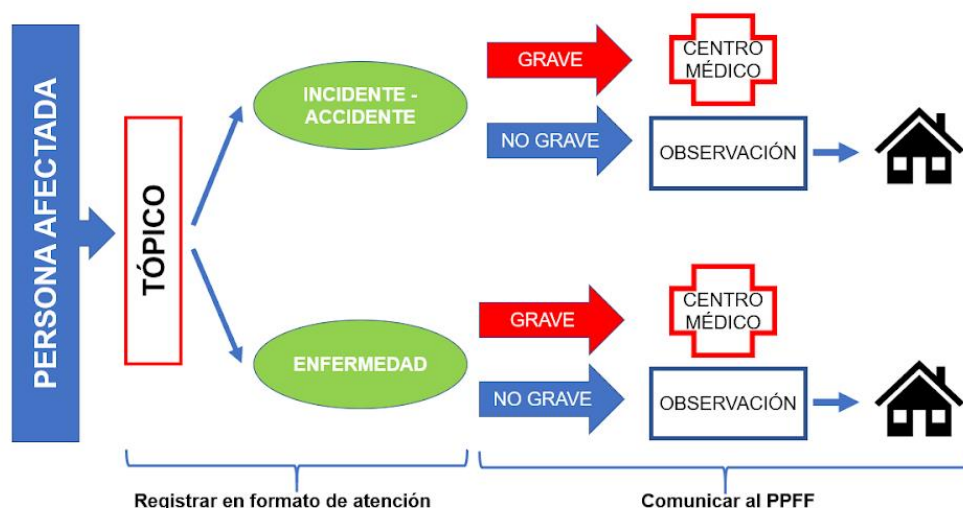 PERSONA AFECTADA
TÓPICO
INCIDENTE -
ACCIDENTE
GRAVE
CENTRO
MÉDICO
NO GRAVE
OBSERVACIÓN
ENFERMEDAD
GRAVE
CENTRO
MÉDICO
NO GRAVE
OBSERVACIÓN
Registrar en formato de atención
Comunicar al PPFF